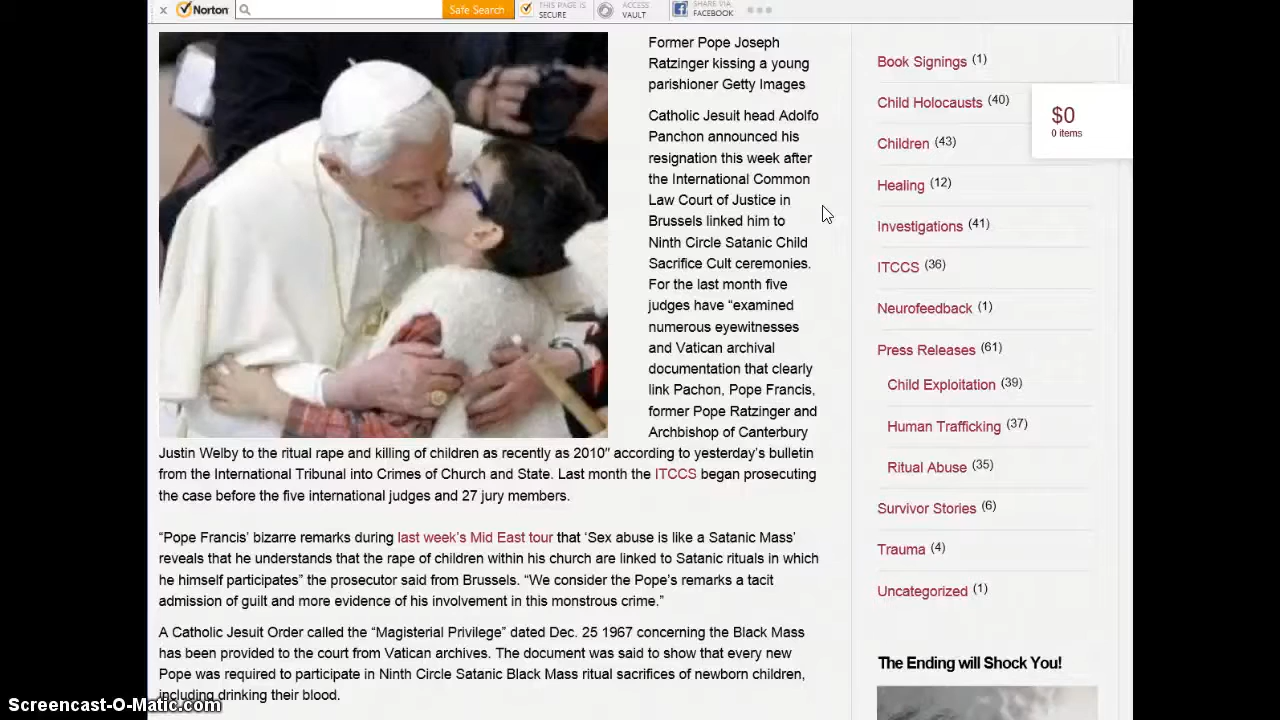 Norton
Safe Search
THIS PAGE IS
SECURE
ACCESS
VAULT
SHARE VIA
FACEBOOK
Former Pope Joseph
Ratzinger kissing a young
parishioner Getty Images
Catholic Jesuit head Adolfo
Panchon announced his
resignation this week after
the International Common
Law Court of Justice in
Brussels linked him to
Ninth Circle Satanic Child
Sacrifice Cult ceremonies.
For the last month five
judges have “examined
numerous eyewitnesses
and Vatican archival
documentation that clearly
link Pachon, Pope Francis,
former Pope Ratzinger and
Archbishop of Canterbury
Justin Welby to the ritual rape and killing of children as recently as 2010″ according to yesterday’s bulletin
from the International Tribunal into Crimes of Church and State. Last month the ITCCS began prosecuting
the case before the five international judges and 27 jury members.
“Pope Francis’ bizarre remarks during last week’s Mid East tour that ‘Sex abuse is like a Satanic Mass’
reveals that he understands that the rape of children within his church are linked to Satanic rituals in which
he himself participates” the prosecutor said from Brussels. “We consider the Pope’s remarks a tacit
admission of guilt and more evidence of his involvement in this monstrous crime.”
A Catholic Jesuit Order called the “Magisterial Privilege” dated Dec. 25 1967 concerning the Black Mass
has been provided to the court from Vatican archives. The document was said to show that every new
Pope was required to participate in Ninth Circle Satanic Black Mass ritual sacrifices of newborn children,
including drinking their blood.
Book Signings (1)
Child Holocausts (40)
Children (43)
Healing (12)
Investigations (41)
ITCCS (36)
Neurofeedback (1)
Press Releases (61)
Child Exploitation (39)
Human Trafficking (37)
Ritual Abuse (35)
Survivor Stories (6)
Trauma (4)
Uncategorized (1)
$0
0 items
The Ending will Shock You!
Screencast-O-Matic.com